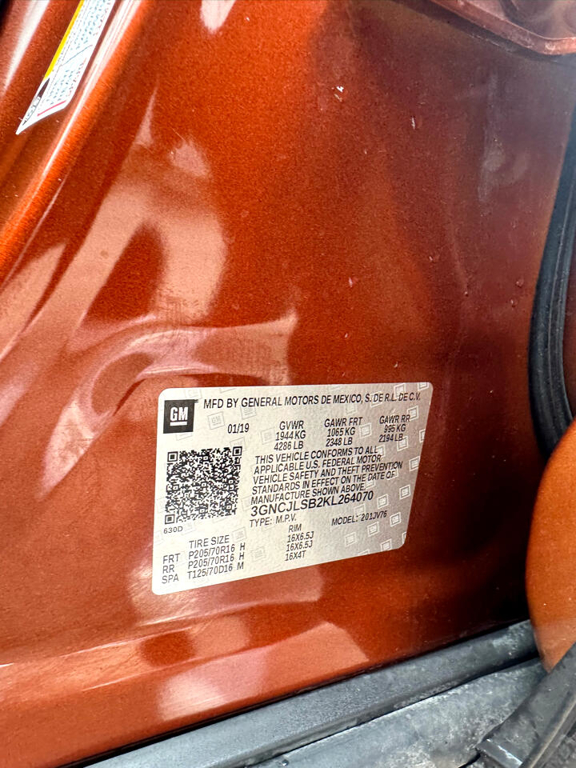 GM
MFD BY GENERAL MOTORS DE MEXICO, S. DE R.L. DE C.V.
01/19 GVWR GAWR FRT GAWR RR
1944 KG 1065 KG 995 KG
4286 LB 2348 LB 2194 LB
THIS VEHICLE CONFORMS TO ALL
APPLICABLE U.S. FEDERAL MOTOR
VEHICLE SAFETY AND THEFT PREVENTION
STANDARDS IN EFFECT ON DATE OF
MANUFACTURE SHOWN ABOVE.
3GNCJLSB2KL264070
630D TYPE: M.P.V. MODEL: 201JV76
TIRE SIZE RIM
FRT P205/70R16 H 16X6.5J
RR P205/70R16 H 16X6.5J
SPA T125/70D16 M 16X4T